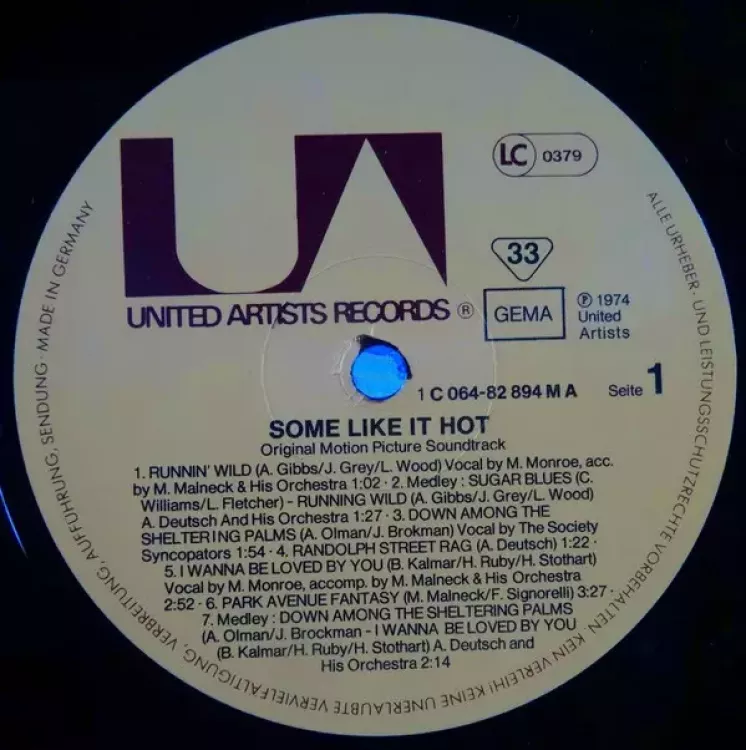 UA
LC 0379
33
UNITED ARTISTS RECORDS ®
GEMA
℗ 1974
United
Artists
1 C 064-82 894 M A
Seite 1
SOME LIKE IT HOT
Original Motion Picture Soundtrack
1. RUNNIN' WILD (A. Gibbs/J. Grey/L. Wood) Vocal by M. Monroe, acc.
by M. Malneck & His Orchestra 1:02 · 2. Medley : SUGAR BLUES (C.
Williams/L. Fletcher) - RUNNING WILD (A. Gibbs/J. Grey/L. Wood)
A. Deutsch And His Orchestra 1:27 · 3. DOWN AMONG THE
SHELTERING PALMS (A. Olman/J. Brokman) Vocal by The Society
Syncopators 1:54 · 4. RANDOLPH STREET RAG (A. Deutsch) 1:22 ·
5. I WANNA BE LOVED BY YOU (B. Kalmar/H. Ruby/H. Stothart)
Vocal by M. Monroe, accomp. by M. Malneck & His Orchestra
2:52 · 6. PARK AVENUE FANTASY (M. Malneck/F. Signorelli) 3:27 ·
7. Medley : DOWN AMONG THE SHELTERING PALMS
(A. Olman/J. Brockman - I WANNA BE LOVED BY YOU
(B. Kalmar/H. Ruby/H. Stothart) A. Deutsch and
His Orchestra 2:14
ALLE URHEBER- UND LEISTUNGSSCHUTZRECHTE VORBEHALTEN. KEIN VERLEIH! KEINE UNERLAUBTE VERVIELFÄLTIGUNG, VERBREITUNG, AUFFÜHRUNG, SENDUNG · MADE IN GERMANY